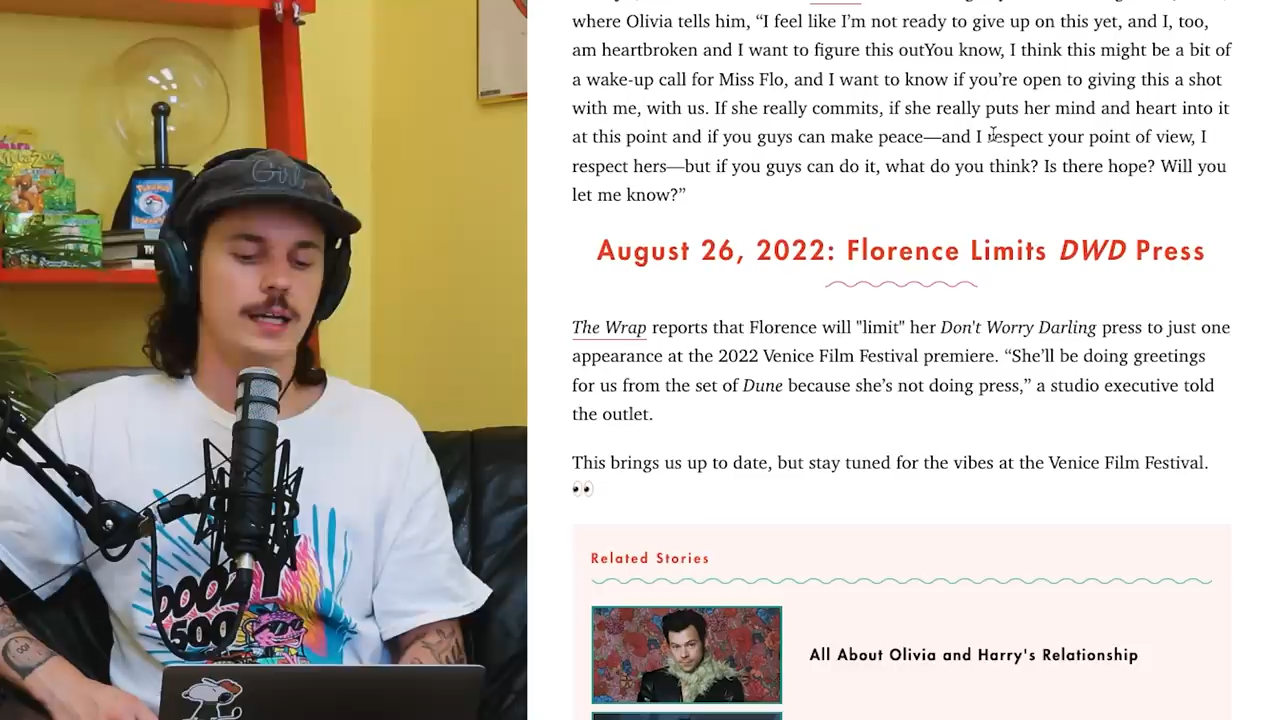 where Olivia tells him, “I feel like I’m not ready to give up on this yet, and I, too,
am heartbroken and I want to figure this outYou know, I think this might be a bit of
a wake-up call for Miss Flo, and I want to know if you’re open to giving this a shot
with me, with us. If she really commits, if she really puts her mind and heart into it
at this point and if you guys can make peace—and I respect your point of view, I
respect hers—but if you guys can do it, what do you think? Is there hope? Will you
let me know?”
August 26, 2022: Florence Limits DWD Press
The Wrap reports that Florence will "limit" her Don't Worry Darling press to just one
appearance at the 2022 Venice Film Festival premiere. “She’ll be doing greetings
for us from the set of Dune because she’s not doing press,” a studio executive told
the outlet.
This brings us up to date, but stay tuned for the vibes at the Venice Film Festival.
👀
Related Stories
All About Olivia and Harry's Relationship
Girl
Pokémon
500